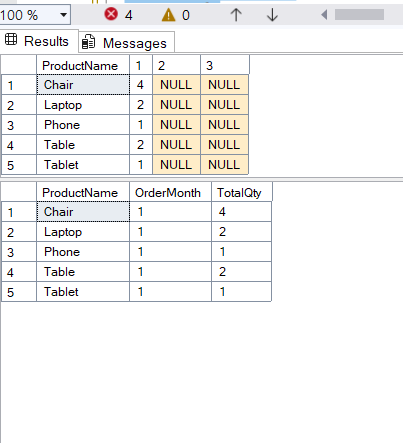 100 % 4 0
Results Messages
ProductName 1 2 3
1 Chair 4 NULL NULL
2 Laptop 2 NULL NULL
3 Phone 1 NULL NULL
4 Table 2 NULL NULL
5 Tablet 1 NULL NULL
ProductName OrderMonth TotalQty
1 Chair 1 4
2 Laptop 1 2
3 Phone 1 1
4 Table 1 2
5 Tablet 1 1